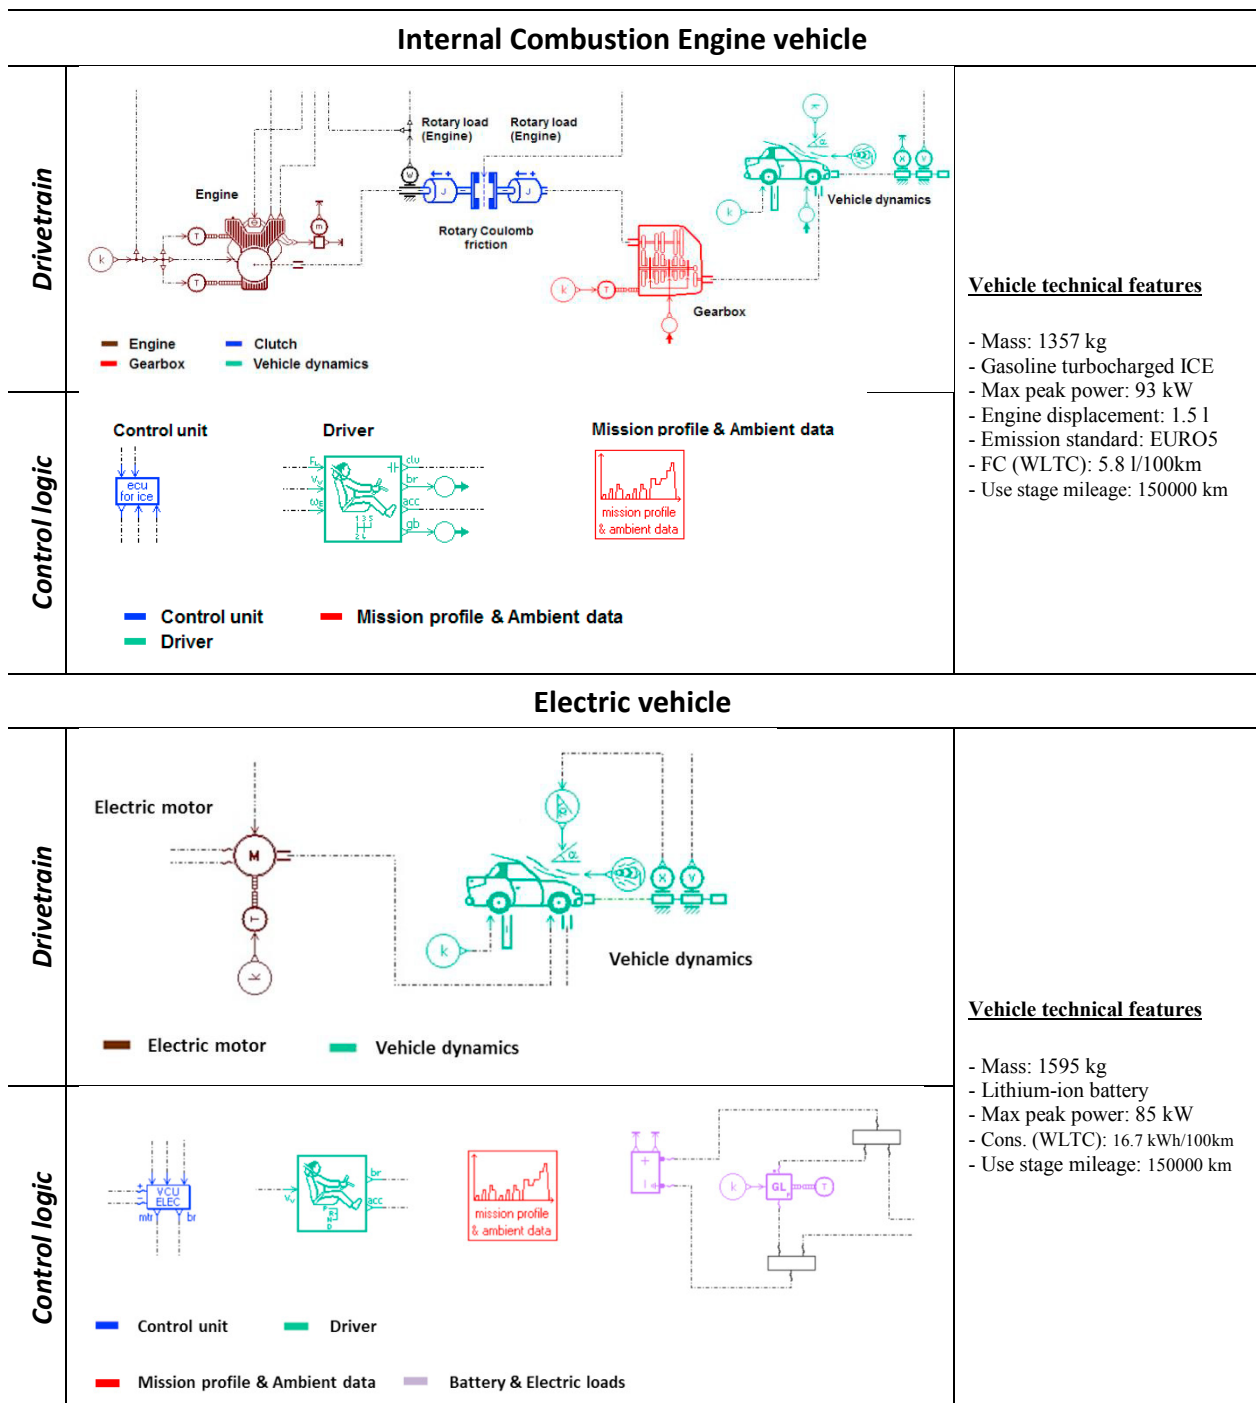 Internal Combustion Engine vehicle
Drivetrain
Rotary load
(Engine)
Rotary load
(Engine)
Engine
Rotary Coulomb
friction
Vehicle dynamics
Gearbox
k
T
T
m
W
J
J
k
T
k
α
X
V
Engine
Clutch
Gearbox
Vehicle dynamics
Vehicle technical features
- Mass: 1357 kg
- Gasoline turbocharged ICE
- Max peak power: 93 kW
- Engine displacement: 1.5 l
- Emission standard: EURO5
- FC (WLTC): 5.8 l/100km
- Use stage mileage: 150000 km
Control logic
Control unit
Driver
Mission profile & Ambient data
ecu
for ice
clu
br
acc
gb
1 3 5
2 4
mission profile
& ambient data
Control unit
Mission profile & Ambient data
Driver
Electric vehicle
Drivetrain
Electric motor
M
T
k
α
X
V
k
Vehicle dynamics
Electric motor
Vehicle dynamics
Vehicle technical features
- Mass: 1595 kg
- Lithium-ion battery
- Max peak power: 85 kW
- Cons. (WLTC): 16.7 kWh/100km
- Use stage mileage: 150000 km
Control logic
VCU
ELEC
mtr
br
br
acc
R
N
D
mission profile
& ambient data
k
GL
T
Control unit
Driver
Mission profile & Ambient data
Battery & Electric loads